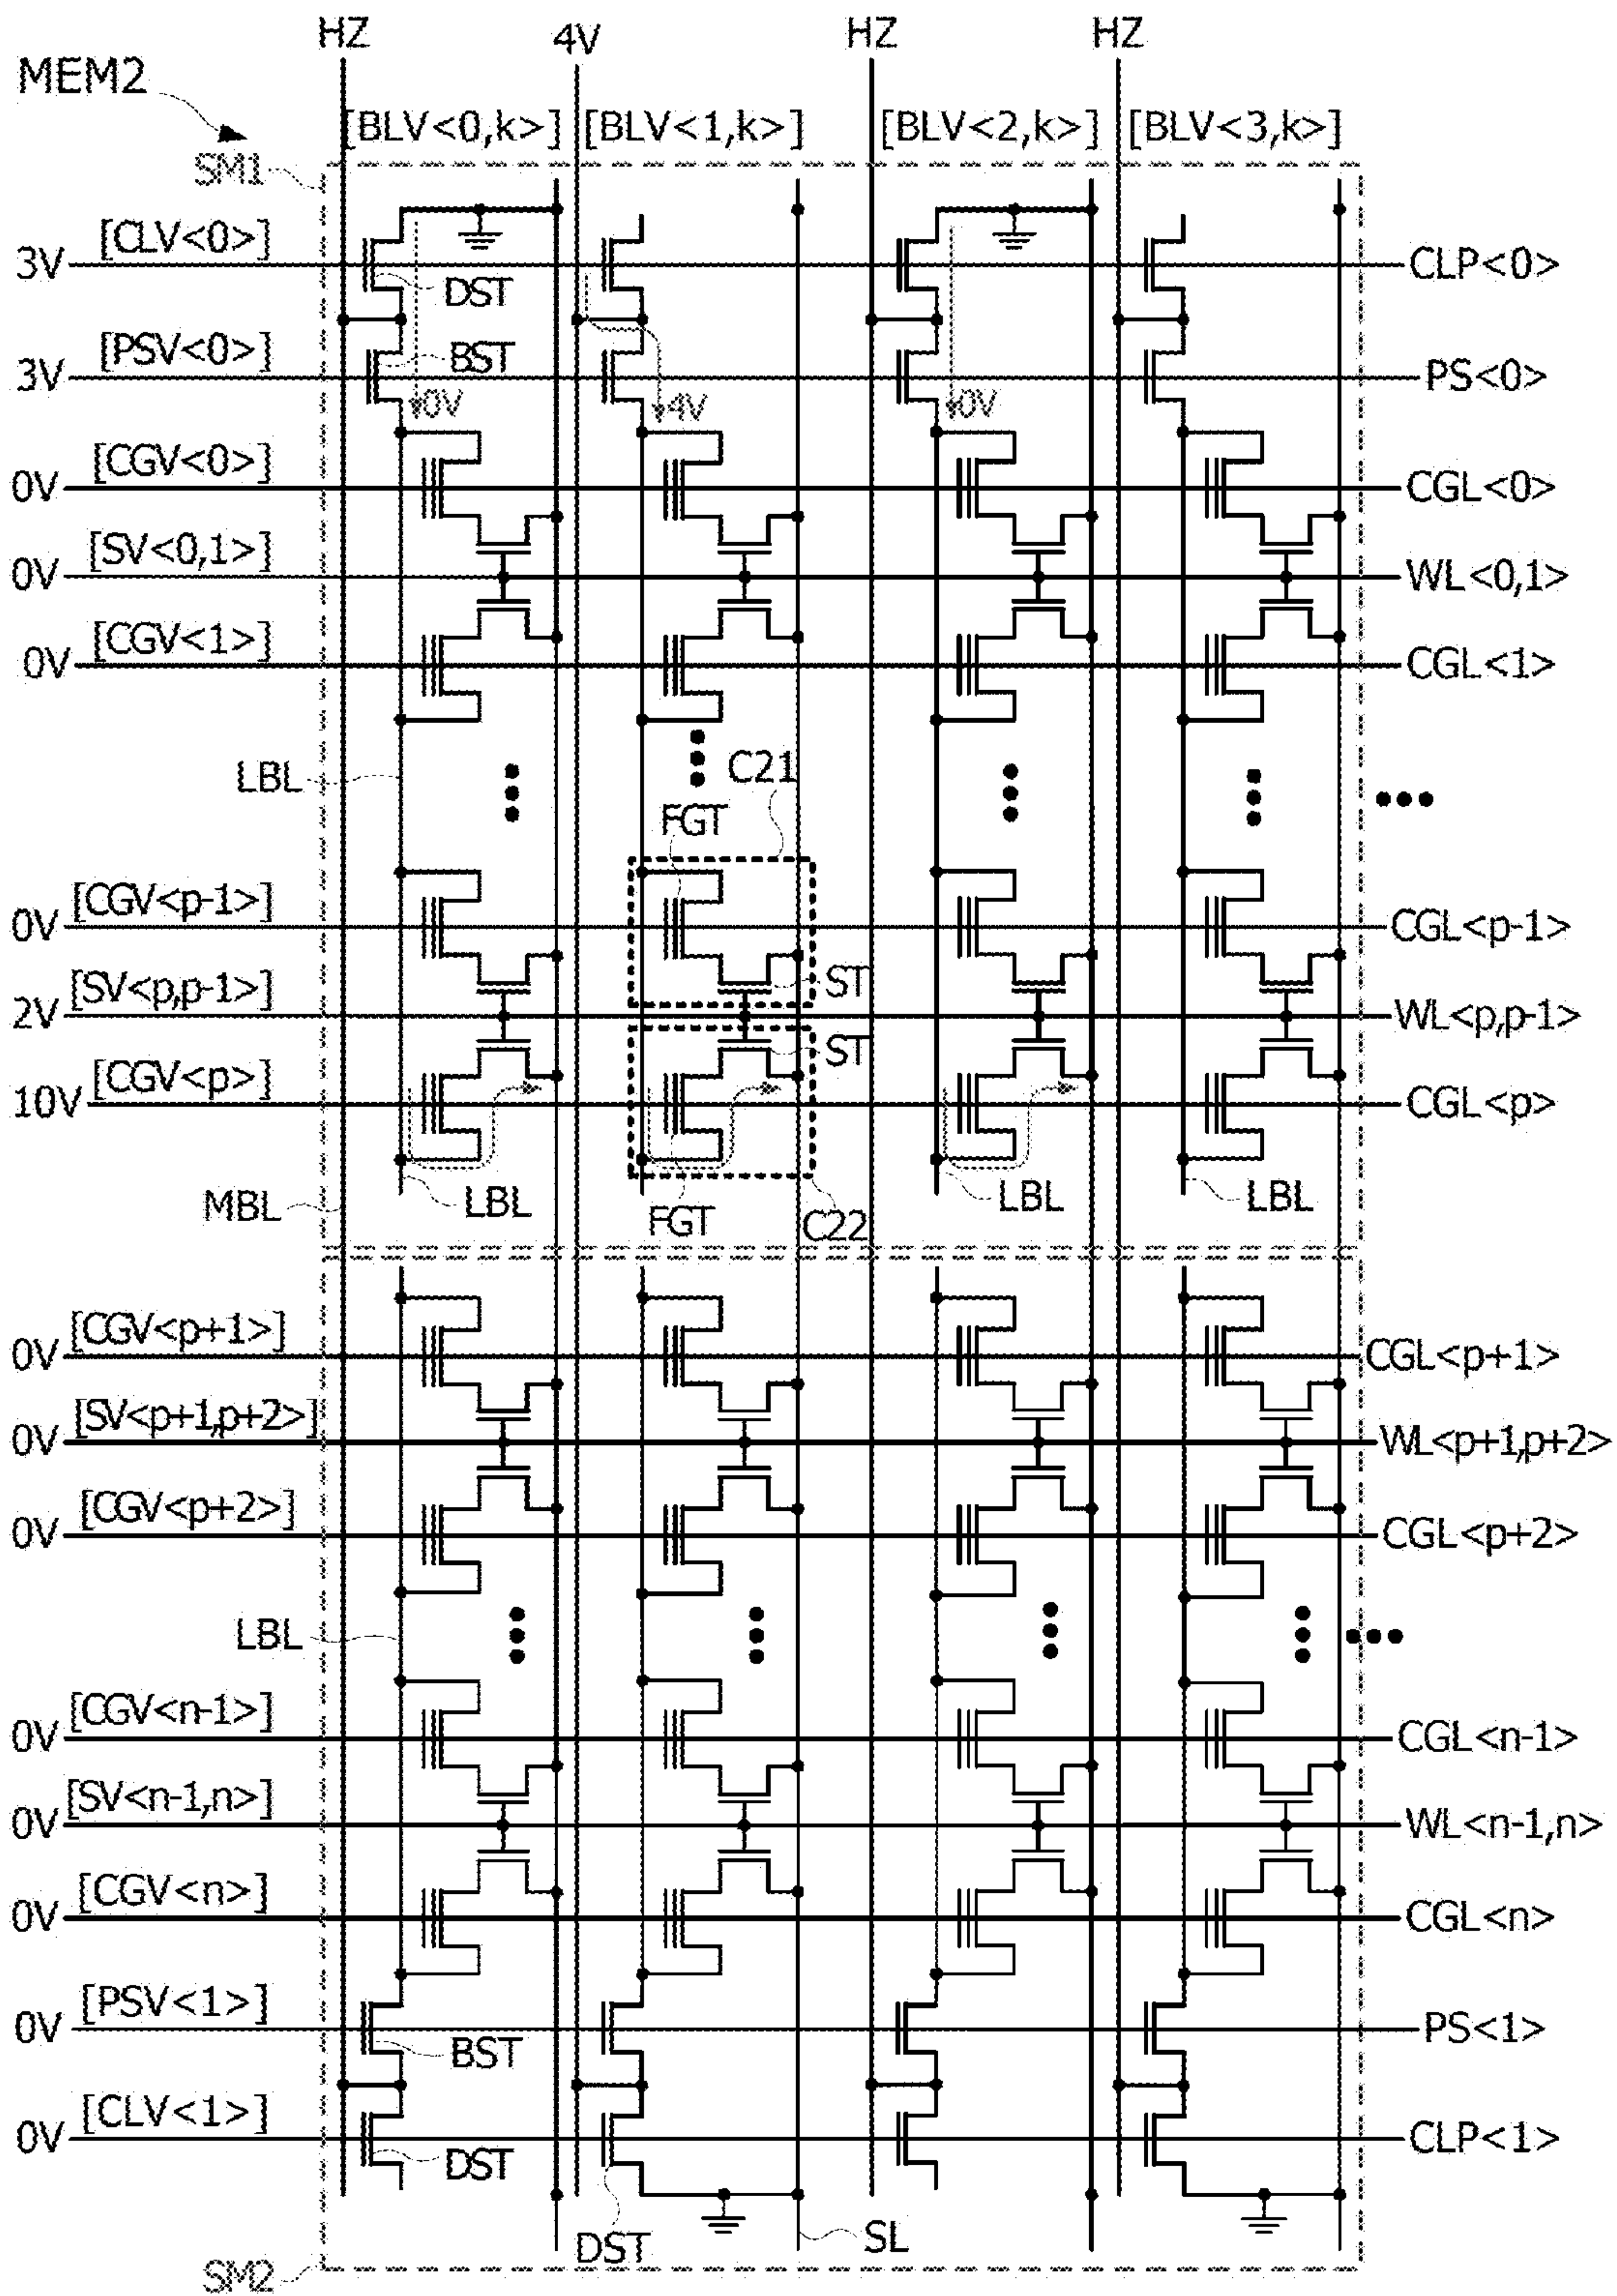 HZ 4V HZ HZ
MEM2
[BLV<0,k>] [BLV<1,k>] [BLV<2,k>] [BLV<3,k>]
SM1
3V [CLV<0>] CLP<0>
DST
3V [PSV<0>] BST PS<0>
0V 4V 0V
0V [CGV<0>] CGL<0>
0V [SV<0,1>] WL<0,1>
0V [CGV<1>] CGL<1>
LBL C21
FGT
0V [CGV<p-1>] CGL<p-1>
ST
2V [SV<p,p-1>] WL<p,p-1>
ST
10V [CGV<p>] CGL<p>
MBL LBL FGT C22 LBL LBL
0V [CGV<p+1>] CGL<p+1>
0V [SV<p+1,p+2>] WL<p+1,p+2>
0V [CGV<p+2>] CGL<p+2>
LBL
0V [CGV<n-1>] CGL<n-1>
0V [SV<n-1,n>] WL<n-1,n>
0V [CGV<n>] CGL<n>
0V [PSV<1>] PS<1>
BST
0V [CLV<1>] CLP<1>
DST
DST SL
SM2